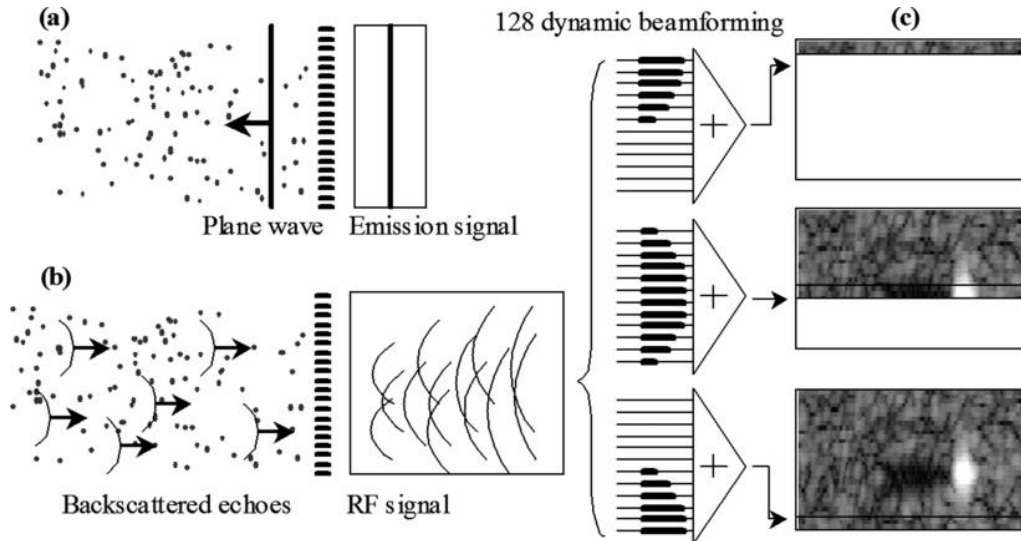 (a)
128 dynamic beamforming
(c)
Plane wave
Emission signal
(b)
Backscattered echoes
RF signal
+
+
+